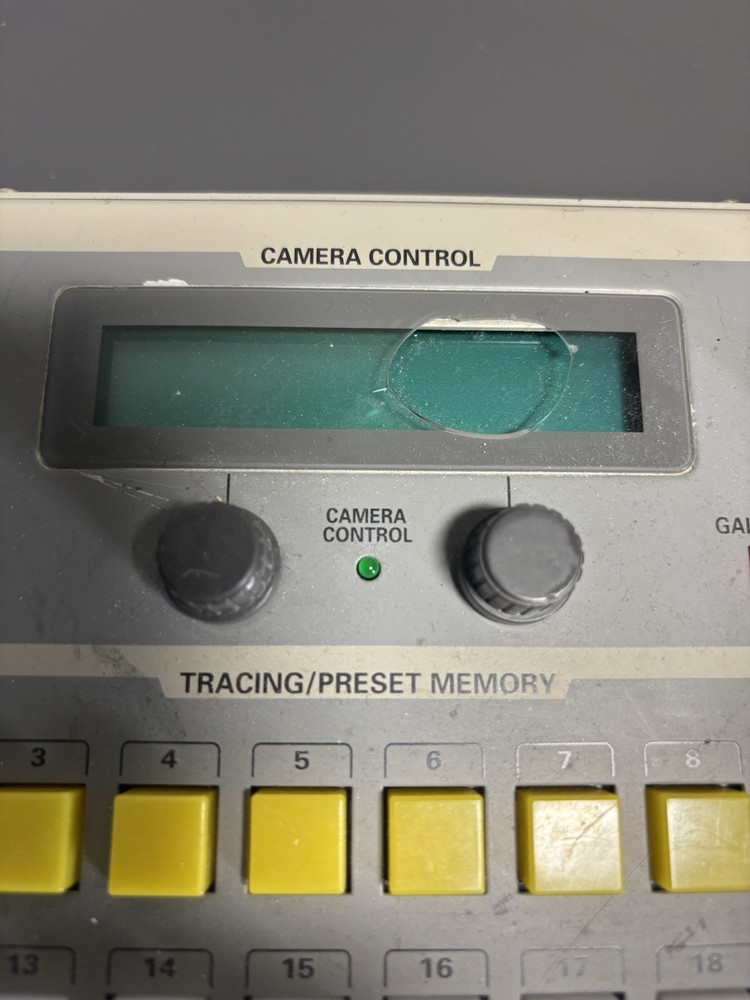 CAMERA CONTROL
CAMERA
CONTROL
TRACING/PRESET MEMORY
3 4 5 6 7 8
13 14 15 16 17 18